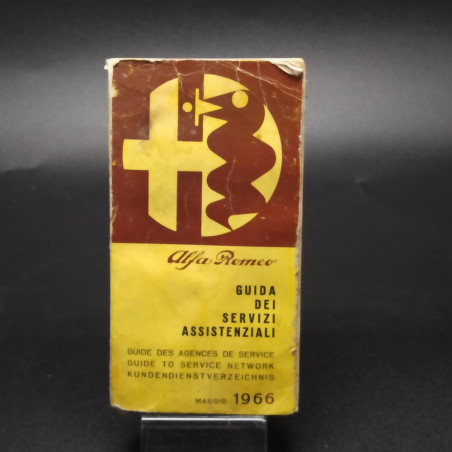 Alfa Romeo
GUIDA
DEI
SERVIZI
ASSISTENZIALI
GUIDE DES AGENCES DE SERVICE
GUIDE TO SERVICE NETWORK
KUNDENDIENSTVERZEICHNIS
MAGGIO 1966